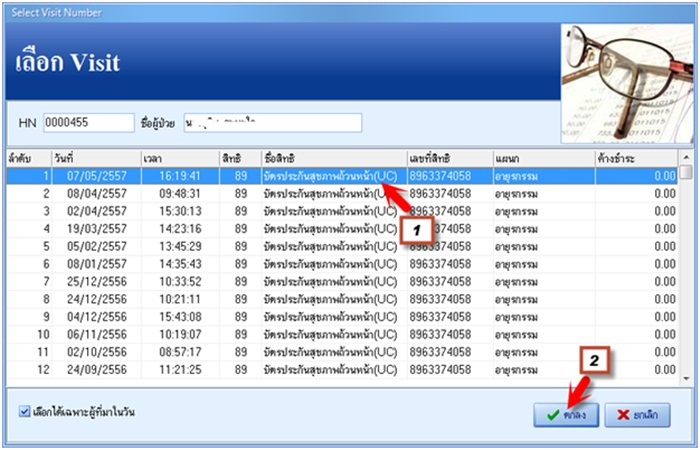 Select Visit Number
เลือก Visit
HN 0000455 ชื่อผู้ป่วย
ลำดับ วันที่ เวลา สิทธิ ชื่อสิทธิ เลขที่สิทธิ แผนก ค้างชำระ
1 07/05/2557 16:19:41 89 บัตรประกันสุขภาพถ้วนหน้า(UC) 8963374058 อายุรกรรม 0.00
2 08/04/2557 09:48:31 89 บัตรประกันสุขภาพถ้วนหน้า(UC) 8963374058 อายุรกรรม 0.00
3 02/04/2557 15:30:13 89 บัตรประกันสุขภาพถ้วนหน้า(UC) 8963374058 อายุรกรรม 0.00
4 19/03/2557 14:23:16 89 บัตรประกันสุขภาพถ้วนหน้า(UC) 8963374058 อายุรกรรม 0.00
5 05/02/2557 13:45:29 89 บัตรประกันสุขภาพถ้วนหน้า(UC) 8963374058 อายุรกรรม 0.00
6 08/01/2557 14:35:43 89 บัตรประกันสุขภาพถ้วนหน้า(UC) 8963374058 อายุรกรรม 0.00
7 25/12/2556 10:33:52 89 บัตรประกันสุขภาพถ้วนหน้า(UC) 8963374058 อายุรกรรม 0.00
8 24/12/2556 10:21:11 89 บัตรประกันสุขภาพถ้วนหน้า(UC) 8963374058 อายุรกรรม 0.00
9 04/12/2556 15:43:08 89 บัตรประกันสุขภาพถ้วนหน้า(UC) 8963374058 อายุรกรรม 0.00
10 06/11/2556 10:19:07 89 บัตรประกันสุขภาพถ้วนหน้า(UC) 8963374058 อายุรกรรม 0.00
11 02/10/2556 08:57:17 89 บัตรประกันสุขภาพถ้วนหน้า(UC) 8963374058 อายุรกรรม 0.00
12 24/09/2556 11:21:25 89 บัตรประกันสุขภาพถ้วนหน้า(UC) 8963374058 อายุรกรรม 0.00
1
2
เลือกได้เฉพาะผู้ที่มาในวัน ตกลง ยกเลิก